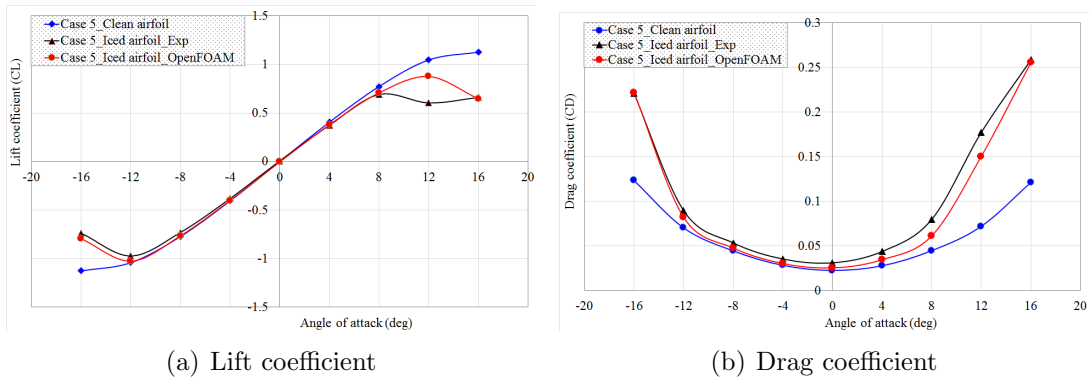 Case 5_Clean airfoil
Case 5_Iced airfoil_Exp
Case 5_Iced airfoil_OpenFOAM
Lift coefficient (CL)
1.5
1
0.5
0
-0.5
-1
-1.5
-20 -16 -12 -8 -4 0 4 8 12 16 20
Angle of attack (deg)
(a) Lift coefficient
Case 5_Clean airfoil
Case 5_Iced airfoil_Exp
Case 5_Iced airfoil_OpenFOAM
Drag coefficient (CD)
0.3
0.25
0.2
0.15
0.1
0.05
0
-20 -16 -12 -8 -4 0 4 8 12 16 20
Angle of attack (deg)
(b) Drag coefficient